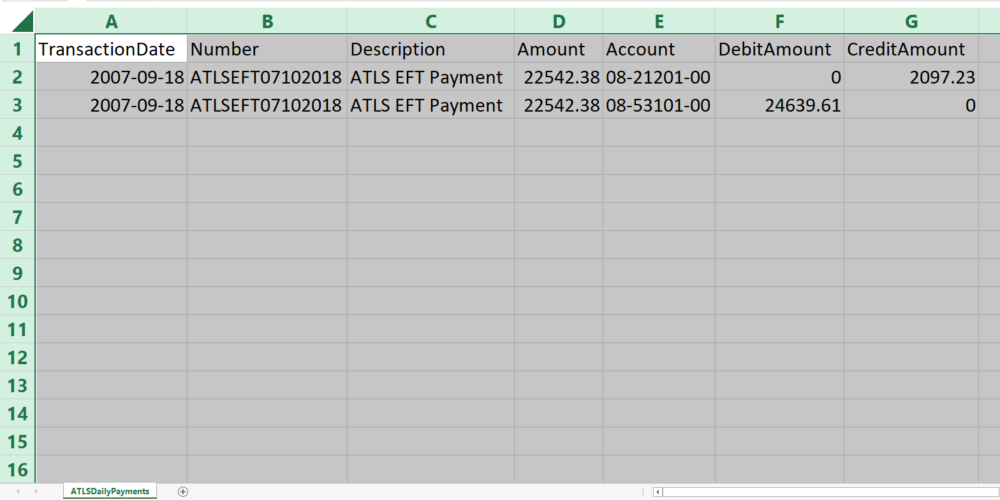 A B C D E F G
1 TransactionDate Number Description Amount Account DebitAmount CreditAmount
2 2007-09-18 ATLSEFT07102018 ATLS EFT Payment 22542.38 08-21201-00 0 2097.23
3 2007-09-18 ATLSEFT07102018 ATLS EFT Payment 22542.38 08-53101-00 24639.61 0
4
5
6
7
8
9
10
11
12
13
14
15
16
ATLSDailyPayments